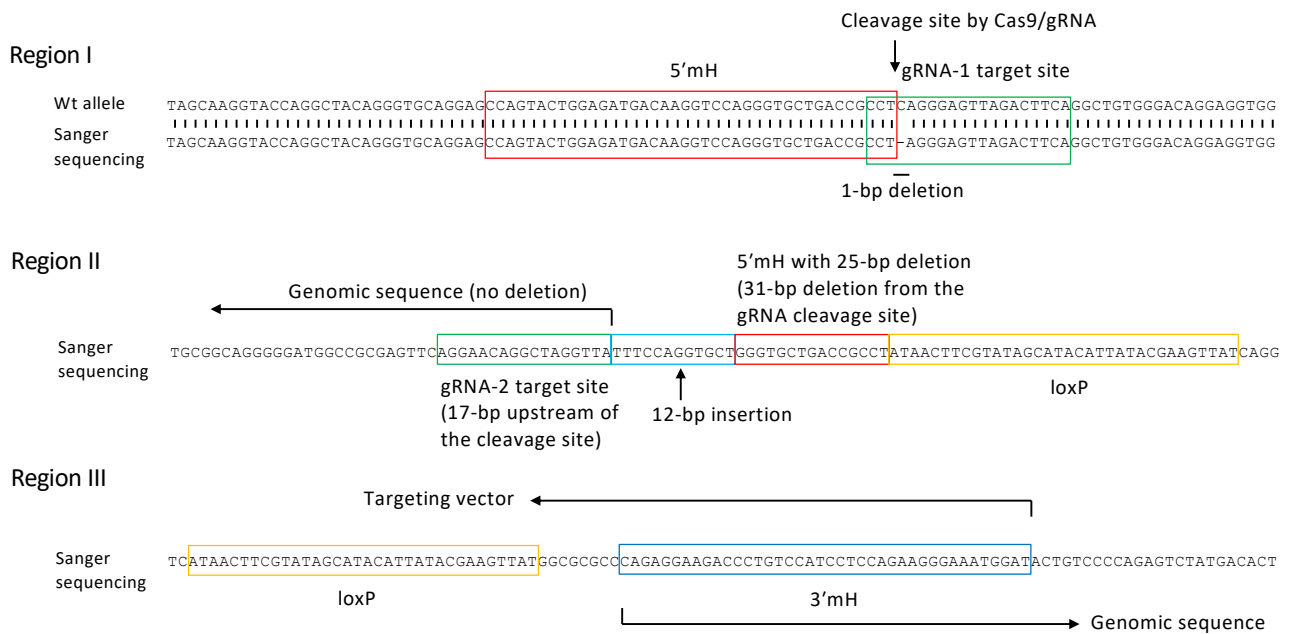 Cleavage site by Cas9/gRNA
Region I
5'mH
gRNA-1 target site
Wt allele
TAGCAAGGTACCAGGCTACAGGGTGCAGGAGCCAGTACTGGAGATGACAAGGTCCAGGGTGCTGACCGCCTCAGGGAGTTAGACTTCAGGCTGTGGGACAGGAGGTGG
Sanger
sequencing
TAGCAAGGTACCAGGCTACAGGGTGCAGGAGCCAGTACTGGAGATGACAAGGTCCAGGGTGCTGACCGCCT-AGGGAGTTAGACTTCAGGCTGTGGGACAGGAGGTGG
1-bp deletion
Region II
5'mH with 25-bp deletion
(31-bp deletion from the
gRNA cleavage site)
Genomic sequence (no deletion)
Sanger
sequencing
TGCGGCAGGGGGATGGCCGCGAGTTCAGGAACAGGCTAGGTTATTTCCAGGTGCTGGGTGCTGACCGCCTATAACTTCGTATAGCATACATTATACGAAGTTATCAGG
loxP
gRNA-2 target site
(17-bp upstream of
the cleavage site)
12-bp insertion
Region III
Targeting vector
Sanger
sequencing
TCATAACTTCGTATAGCATACATTATACGAAGTTATGGCGCGCCCAGAGGAAGACCCTGTCCATCCTCCAGAAGGGAAATGGATACTGTCCCCAGAGTCTATGACACT
loxP
3'mH
Genomic sequence